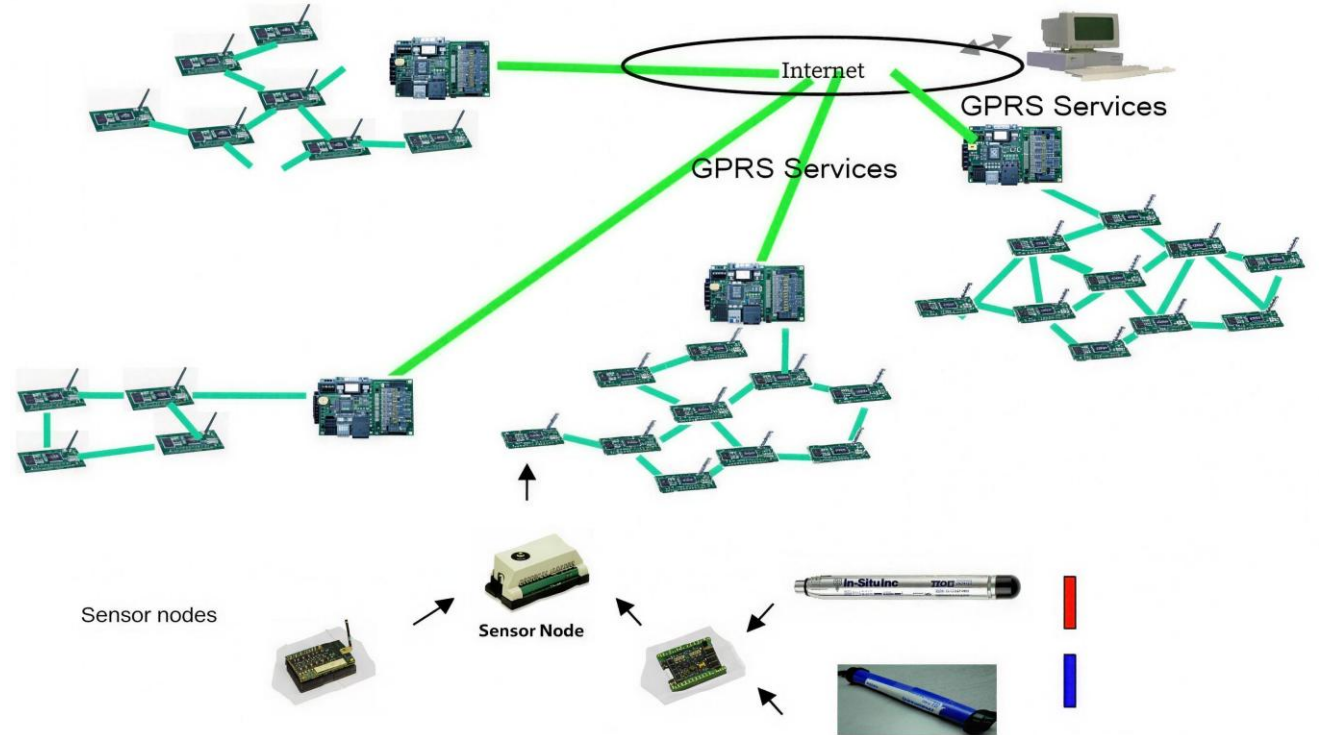 Internet
GPRS Services
GPRS Services
In-Situ Inc
Sensor Node
Sensor nodes